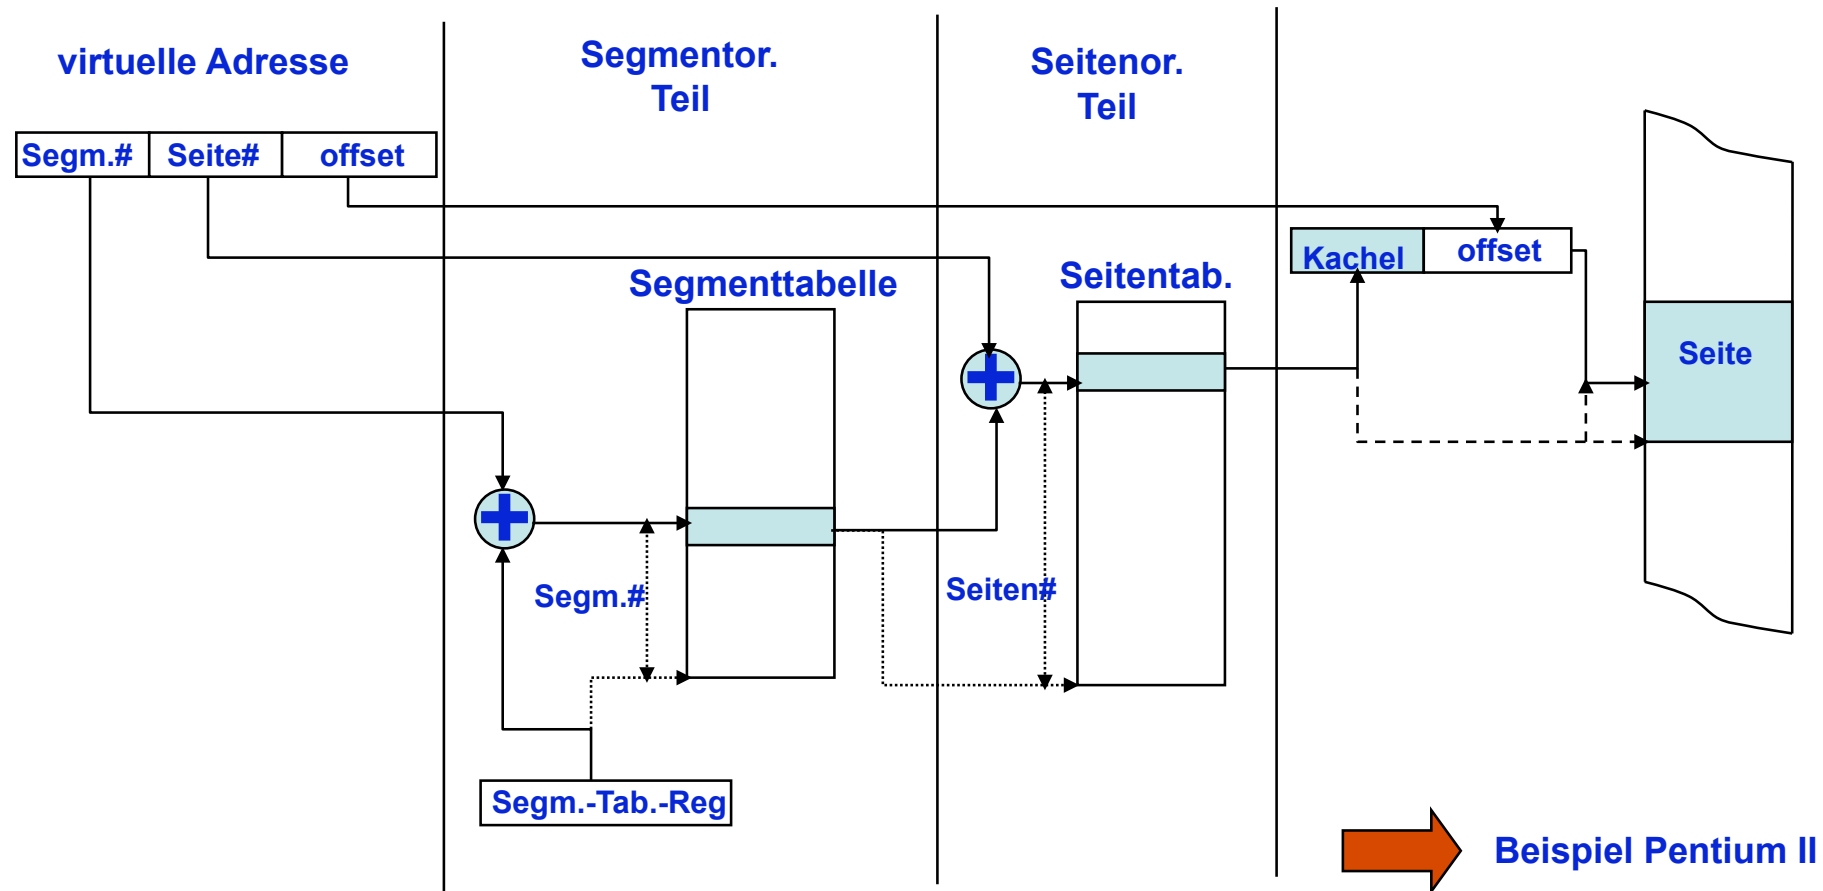 virtuelle Adresse
Segmentor.
Teil
Seitenor.
Teil
Segm.# Seite# offset
Kachel offset
Segmenttabelle
Seitentab.
Seite
Segm.#
Seiten#
Segm.-Tab.-Reg
Beispiel Pentium II